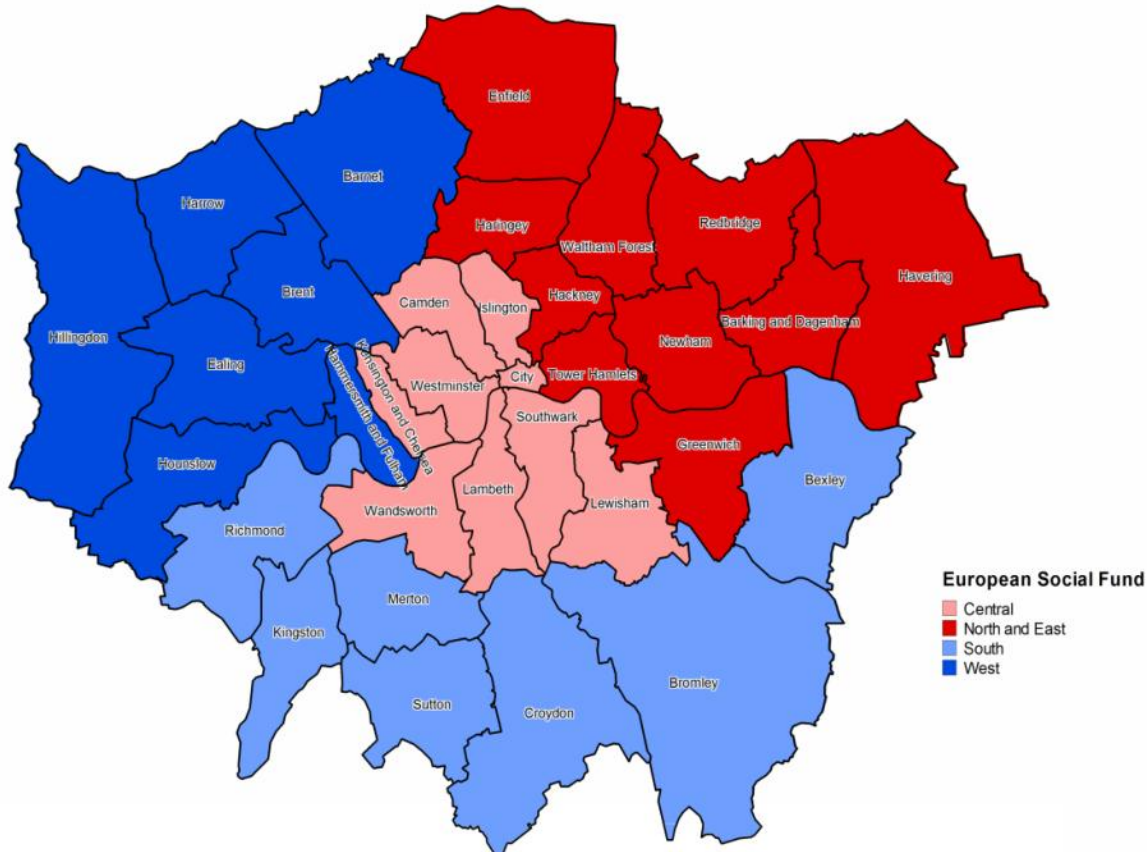 Enfield
Barnet
Harrow
Haringey
Waltham Forest
Redbridge
Havering
Brent
Camden
Islington
Hackney
Hillingdon
Ealing
Newham
Barking and Dagenham
Hammersmith and Fulham
Kensington and Chelsea
Westminster
City
Tower Hamlets
Southwark
Greenwich
Hounslow
Bexley
Wandsworth
Lambeth
Lewisham
Richmond
Merton
Kingston
Sutton
Croydon
Bromley
European Social Fund
Central
North and East
South
West